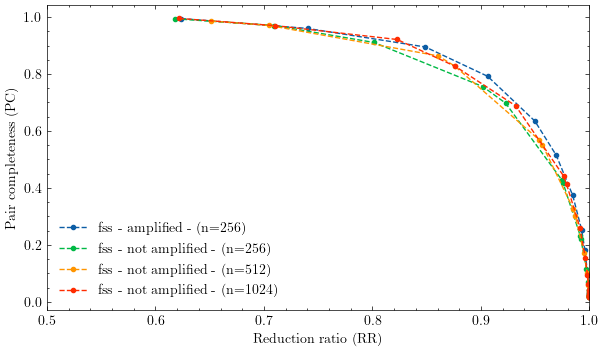 1.0
0.8
0.6
0.4
0.2
0.0
Pair completeness (PC)
fss - amplified - (n=256)
fss - not amplified - (n=256)
fss - not amplified - (n=512)
fss - not amplified - (n=1024)
0.5 0.6 0.7 0.8 0.9 1.0
Reduction ratio (RR)